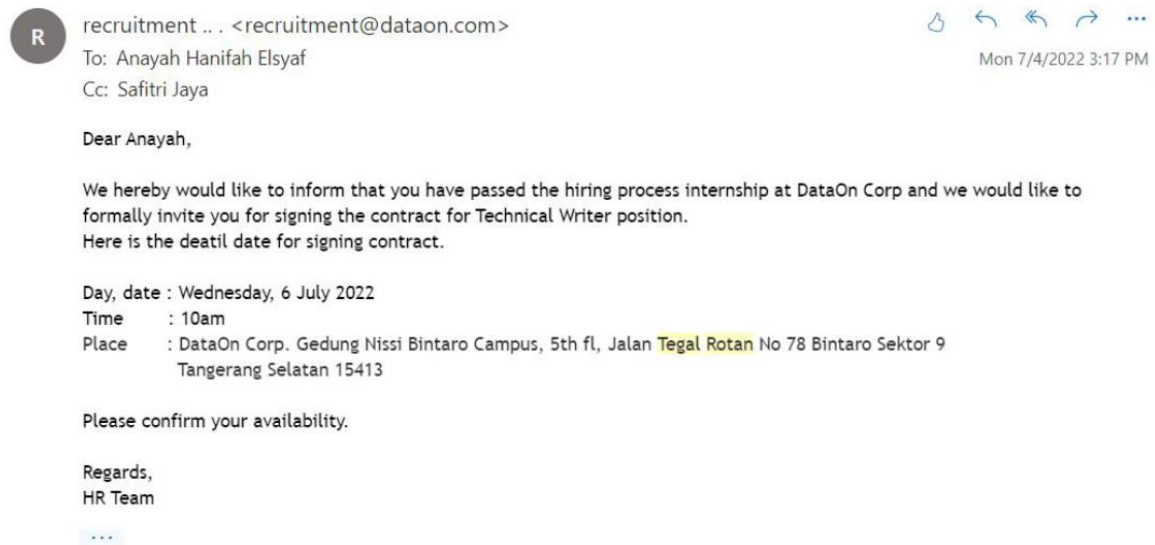 R
recruitment .. . <recruitment@dataon.com>
To: Anayah Hanifah Elsyaf
Mon 7/4/2022 3:17 PM
Cc: Safitri Jaya
Dear Anayah,
We hereby would like to inform that you have passed the hiring process internship at DataOn Corp and we would like to
formally invite you for signing the contract for Technical Writer position.
Here is the deatil date for signing contract.
Day, date : Wednesday, 6 July 2022
Time : 10am
Place : DataOn Corp. Gedung Nissi Bintaro Campus, 5th fl, Jalan Tegal Rotan No 78 Bintaro Sektor 9
Tangerang Selatan 15413
Please confirm your availability.
Regards,
HR Team
...